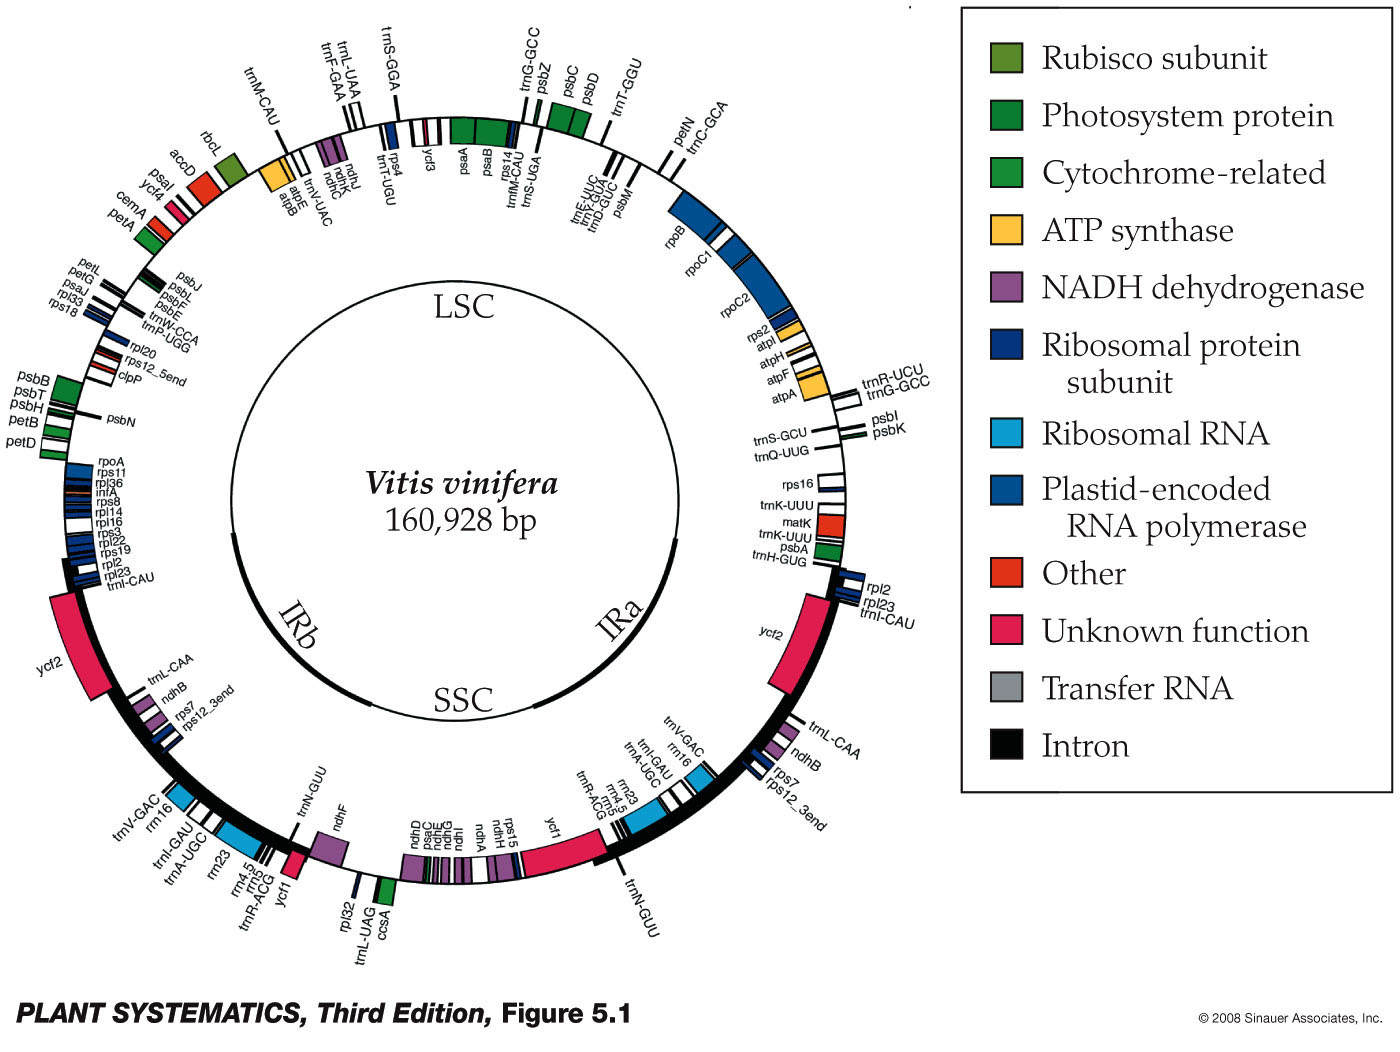 trnG-GCC
psbZ
psbC
psbD
trnT-GGU
petN
trnC-GCA
trnS-GGA
trnL-UAA
trnF-GAA
trnM-CAU
rbcL
accD
psaI
ycf4
cemA
petA
atpB
atpE
trnV-UAC
ndhC
ndhK
ndhJ
trnT-UGU
rps4
ycf3
psaA
psaB
rps14
trnfM-CAU
trnS-UGA
trnE-UUC
trnY-GUA
trnD-GUC
psbM
rpoB
rpoC1
rpoC2
rps2
atpI
atpH
atpF
atpA
trnR-UCU
trnG-GCC
psbI
psbK
trnS-GCU
trnQ-UUG
rps16
trnK-UUU
matK
trnK-UUU
psbA
trnH-GUG
rpl2
rpl23
trnI-CAU
ycf2
trnL-CAA
ndhB
rps7
rps12_3end
trnV-GAC
rrn16
trnI-GAU
trnA-UGC
rrn23
rrn4.5
rrn5
trnR-ACG
trnN-GUU
ycf1
rps15
ndhH
ndhA
ndhI
ndhG
ndhE
psaC
ndhD
ccsA
trnL-UAG
rpl32
ndhF
trnN-GUU
ycf1
trnR-ACG
rrn5
rrn4.5
rrn23
trnA-UGC
trnI-GAU
rrn16
trnV-GAC
rps12_3end
rps7
ndhB
trnL-CAA
ycf2
trnI-CAU
rpl23
rpl2
rps19
rpl22
rps3
rpl16
rpl14
rps8
infA
rpl36
rps11
rpoA
petD
petB
psbH
psbT
psbB
psbN
clpP
rps12_5end
rpl20
rps18
rpl33
psaJ
petG
petL
trnP-UGG
trnW-CCA
psbE
psbF
psbL
psbJ
LSC
Vitis vinifera
160,928 bp
IRb
IRa
SSC
Rubisco subunit
Photosystem protein
Cytochrome-related
ATP synthase
NADH dehydrogenase
Ribosomal protein
subunit
Ribosomal RNA
Plastid-encoded
RNA polymerase
Other
Unknown function
Transfer RNA
Intron
PLANT SYSTEMATICS, Third Edition, Figure 5.1
© 2008 Sinauer Associates, Inc.